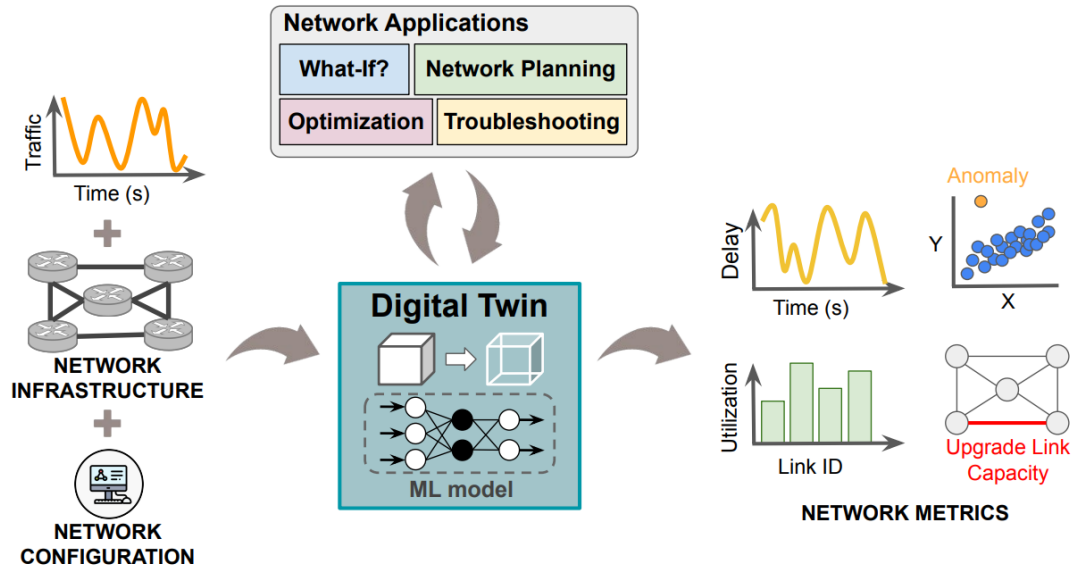 Network Applications
What-If?
Network Planning
Optimization
Troubleshooting
Traffic
Time (s)
NETWORK
INFRASTRUCTURE
NETWORK
CONFIGURATION
Digital Twin
ML model
Delay
Time (s)
Anomaly
Y
X
Utilization
Link ID
Upgrade Link
Capacity
NETWORK METRICS